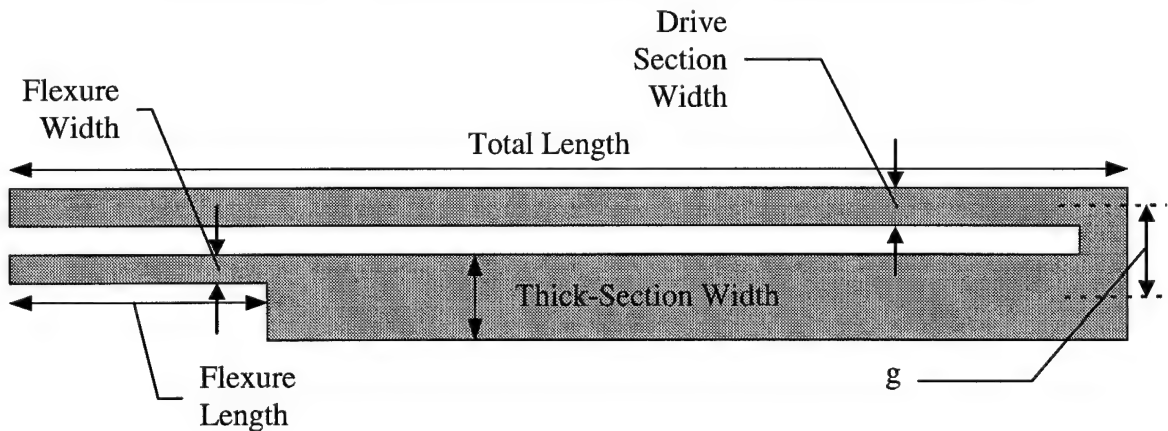 Drive
Section
Width
Flexure
Width
Total Length
Thick-Section Width
g
Flexure
Length